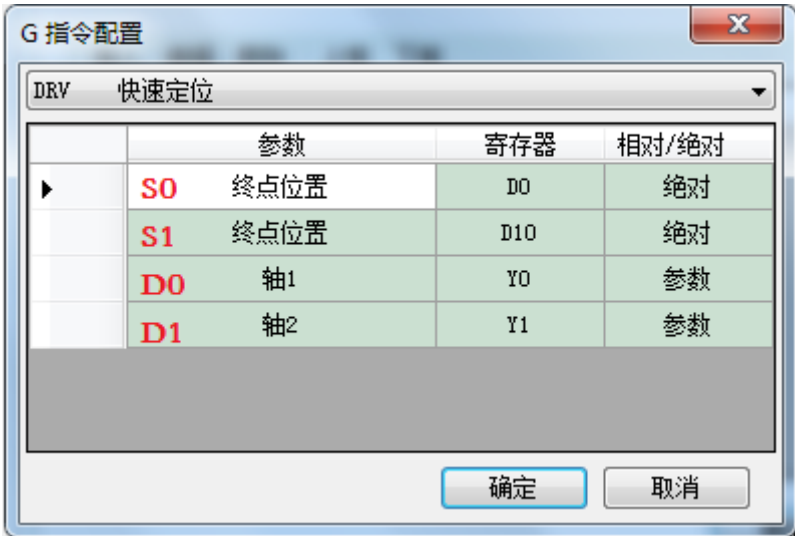 G 指令配置
DRV 快速定位
参数 寄存器 相对/绝对
S0 终点位置 D0 绝对
S1 终点位置 D10 绝对
D0 轴1 Y0 参数
D1 轴2 Y1 参数
确定 取消